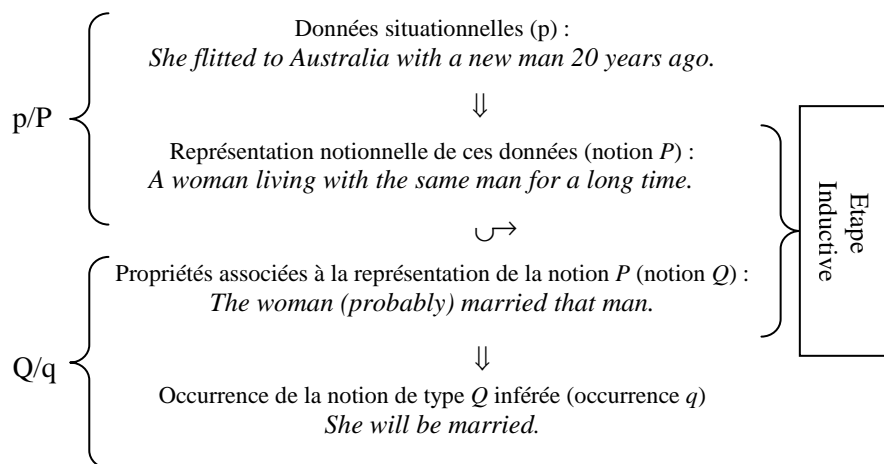 Données situationnelles (p) :
She flitted to Australia with a new man 20 years ago.
⇓
p/P
Représentation notionnelle de ces données (notion P) :
A woman living with the same man for a long time.
Etape
Inductive
Propriétés associées à la représentation de la notion P (notion Q) :
The woman (probably) married that man.
⇓
Q/q
Occurrence de la notion de type Q inférée (occurrence q)
She will be married.